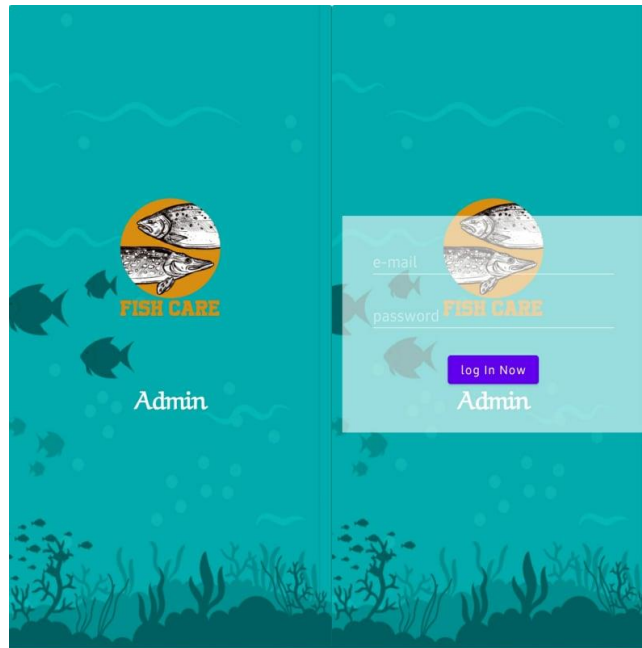 FISH CARE
Admin
e-mail
password
FISH CARE
log In Now
Admin